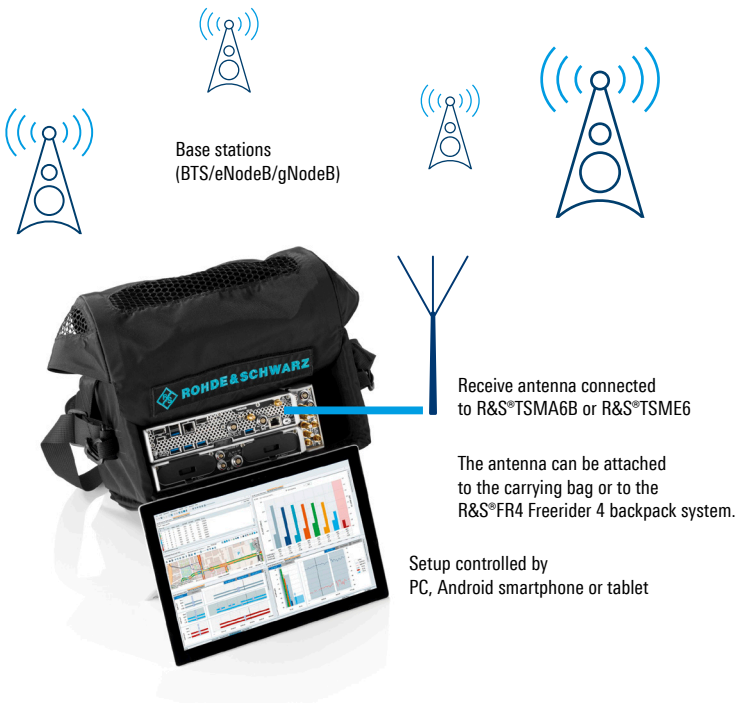 Base stations
(BTS/eNodeB/gNodeB)
ROHDE&SCHWARZ
Receive antenna connected
to R&S®TSMA6B or R&S®TSME6
The antenna can be attached
to the carrying bag or to the
R&S®FR4 Freerider 4 backpack system.
Setup controlled by
PC, Android smartphone or tablet